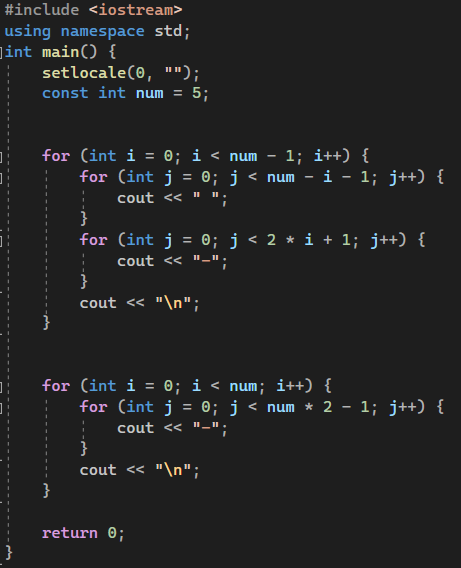 #include <iostream>
using namespace std;
int main() {
    setlocale(0, "");
    const int num = 5;
    for (int i = 0; i < num - 1; i++) {
        for (int j = 0; j < num - i - 1; j++) {
            cout << " ";
        }
        for (int j = 0; j < 2 * i + 1; j++) {
            cout << "-";
        }
        cout << "\n";
    }
    for (int i = 0; i < num; i++) {
        for (int j = 0; j < num * 2 - 1; j++) {
            cout << "-";
        }
        cout << "\n";
    }
    return 0;
}